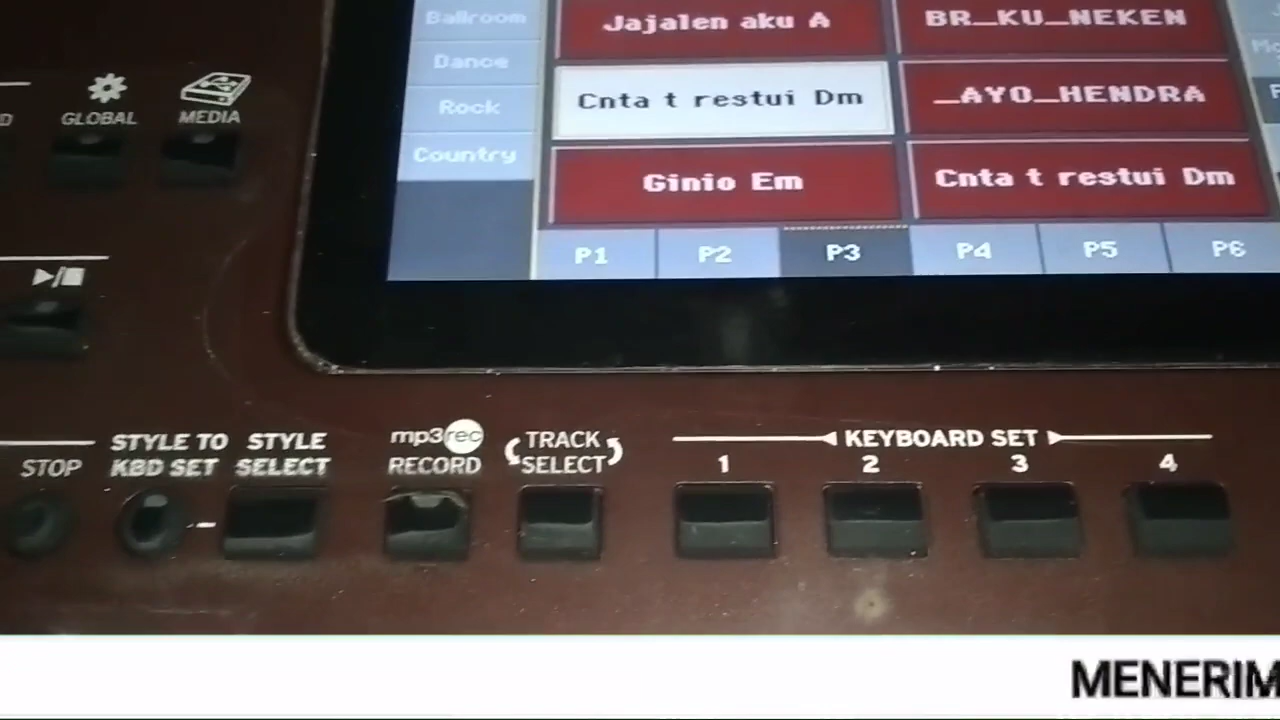 Ballroom
Dance
Rock
Country
Jajalen aku A
BR_KU_NEKEN
Cnta t restui Dm
_AYO_HENDRA
Ginio Em
Cnta t restui Dm
P1 P2 P3 P4 P5 P6
GLOBAL MEDIA
STOP
STYLE TO
KBD SET
STYLE
SELECT
mp3rec
RECORD
TRACK
SELECT
KEYBOARD SET
1 2 3 4
MENERIM